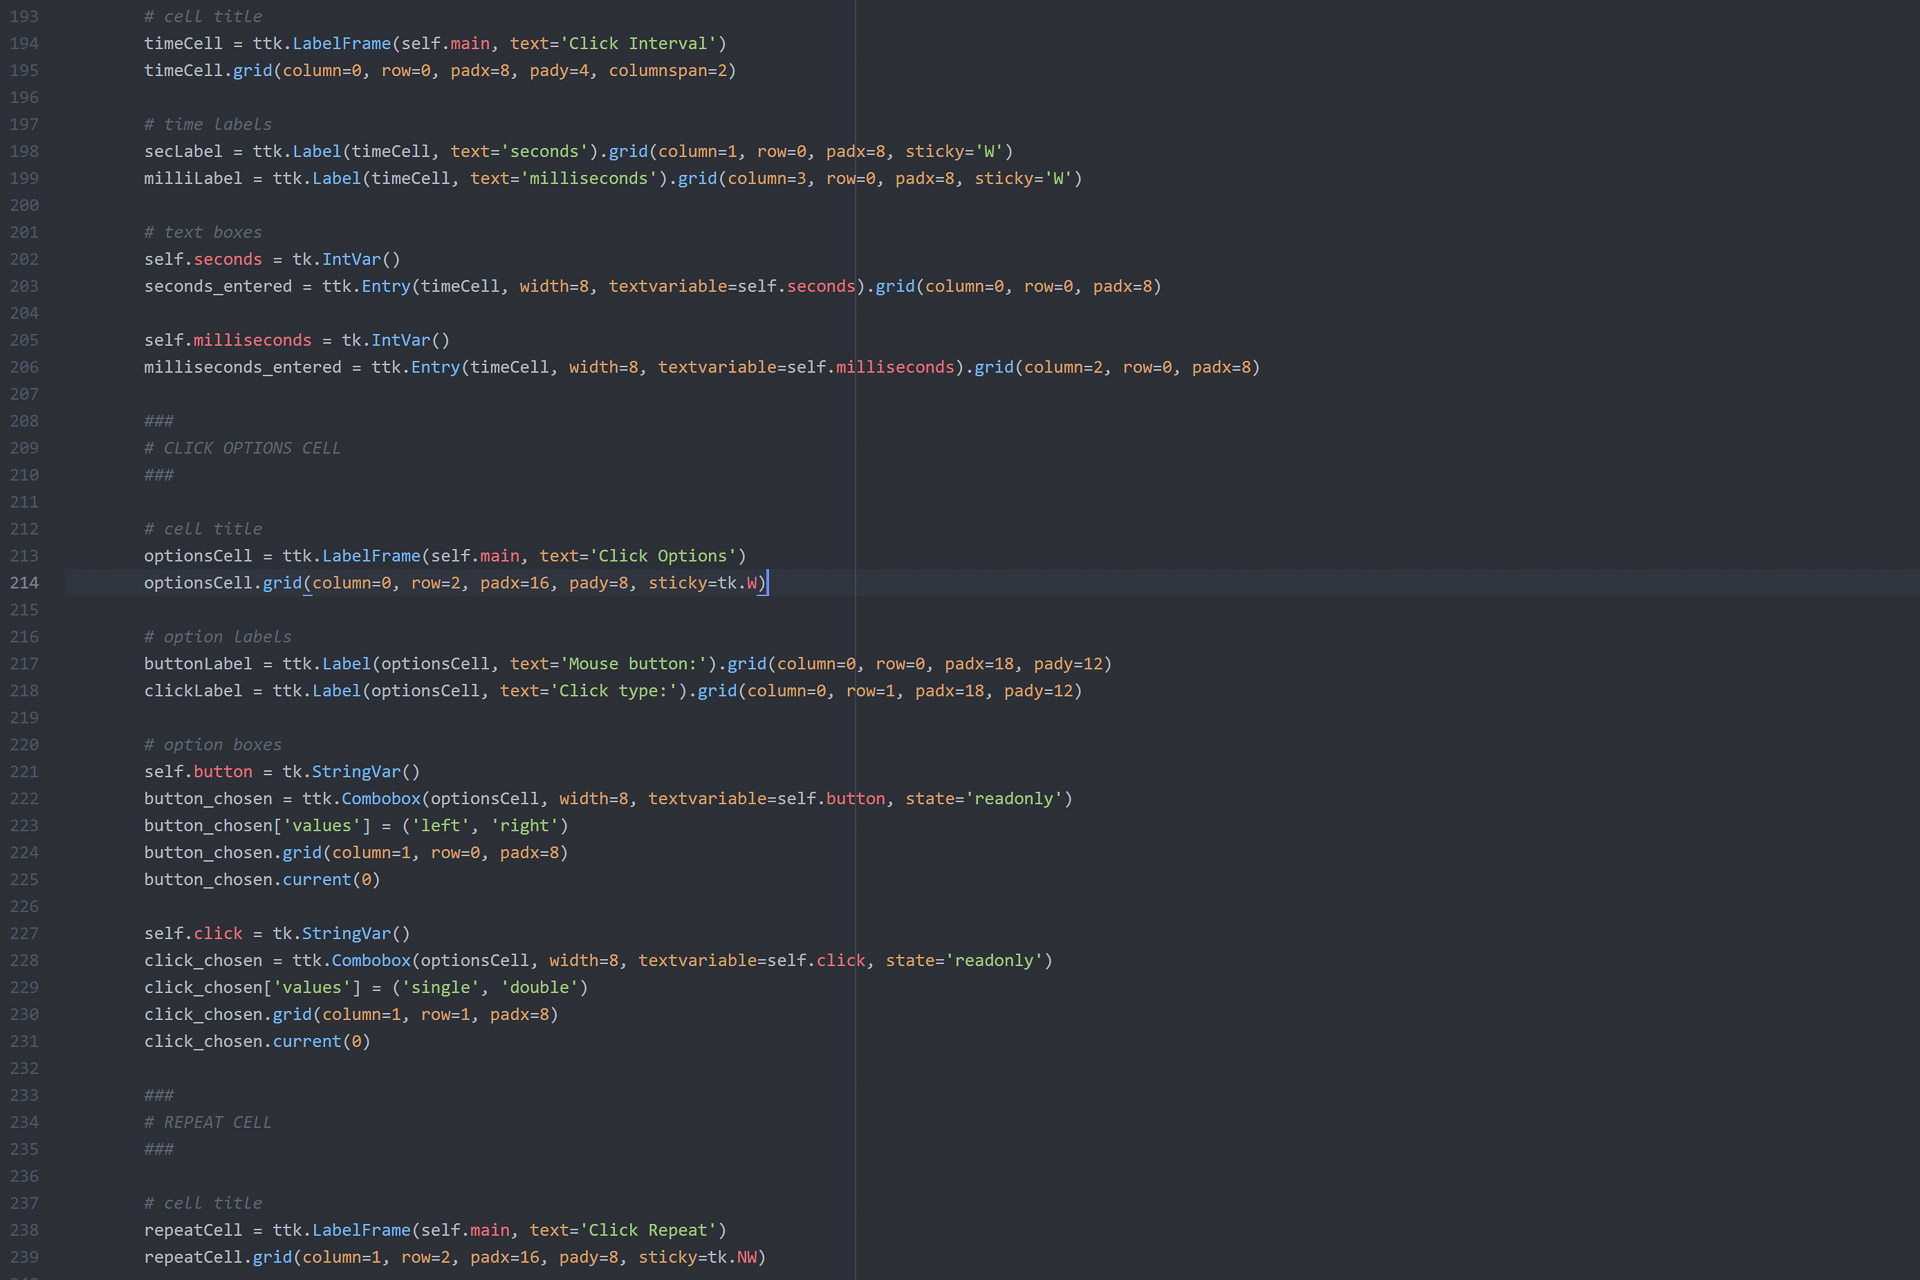 193 # cell title
194 timeCell = ttk.LabelFrame(self.main, text='Click Interval')
195 timeCell.grid(column=0, row=0, padx=8, pady=4, columnspan=2)
196
197 # time labels
198 secLabel = ttk.Label(timeCell, text='seconds').grid(column=1, row=0, padx=8, sticky='W')
199 milliLabel = ttk.Label(timeCell, text='milliseconds').grid(column=3, row=0, padx=8, sticky='W')
200
201 # text boxes
202 self.seconds = tk.IntVar()
203 seconds_entered = ttk.Entry(timeCell, width=8, textvariable=self.seconds).grid(column=0, row=0, padx=8)
204
205 self.milliseconds = tk.IntVar()
206 milliseconds_entered = ttk.Entry(timeCell, width=8, textvariable=self.milliseconds).grid(column=2, row=0, padx=8)
207
208 ###
209 # CLICK OPTIONS CELL
210 ###
211
212 # cell title
213 optionsCell = ttk.LabelFrame(self.main, text='Click Options')
214 optionsCell.grid(column=0, row=2, padx=16, pady=8, sticky=tk.W)
215
216 # option labels
217 buttonLabel = ttk.Label(optionsCell, text='Mouse button:').grid(column=0, row=0, padx=18, pady=12)
218 clickLabel = ttk.Label(optionsCell, text='Click type:').grid(column=0, row=1, padx=18, pady=12)
219
220 # option boxes
221 self.button = tk.StringVar()
222 button_chosen = ttk.Combobox(optionsCell, width=8, textvariable=self.button, state='readonly')
223 button_chosen['values'] = ('left', 'right')
224 button_chosen.grid(column=1, row=0, padx=8)
225 button_chosen.current(0)
226
227 self.click = tk.StringVar()
228 click_chosen = ttk.Combobox(optionsCell, width=8, textvariable=self.click, state='readonly')
229 click_chosen['values'] = ('single', 'double')
230 click_chosen.grid(column=1, row=1, padx=8)
231 click_chosen.current(0)
232
233 ###
234 # REPEAT CELL
235 ###
236
237 # cell title
238 repeatCell = ttk.LabelFrame(self.main, text='Click Repeat')
239 repeatCell.grid(column=1, row=2, padx=16, pady=8, sticky=tk.NW)